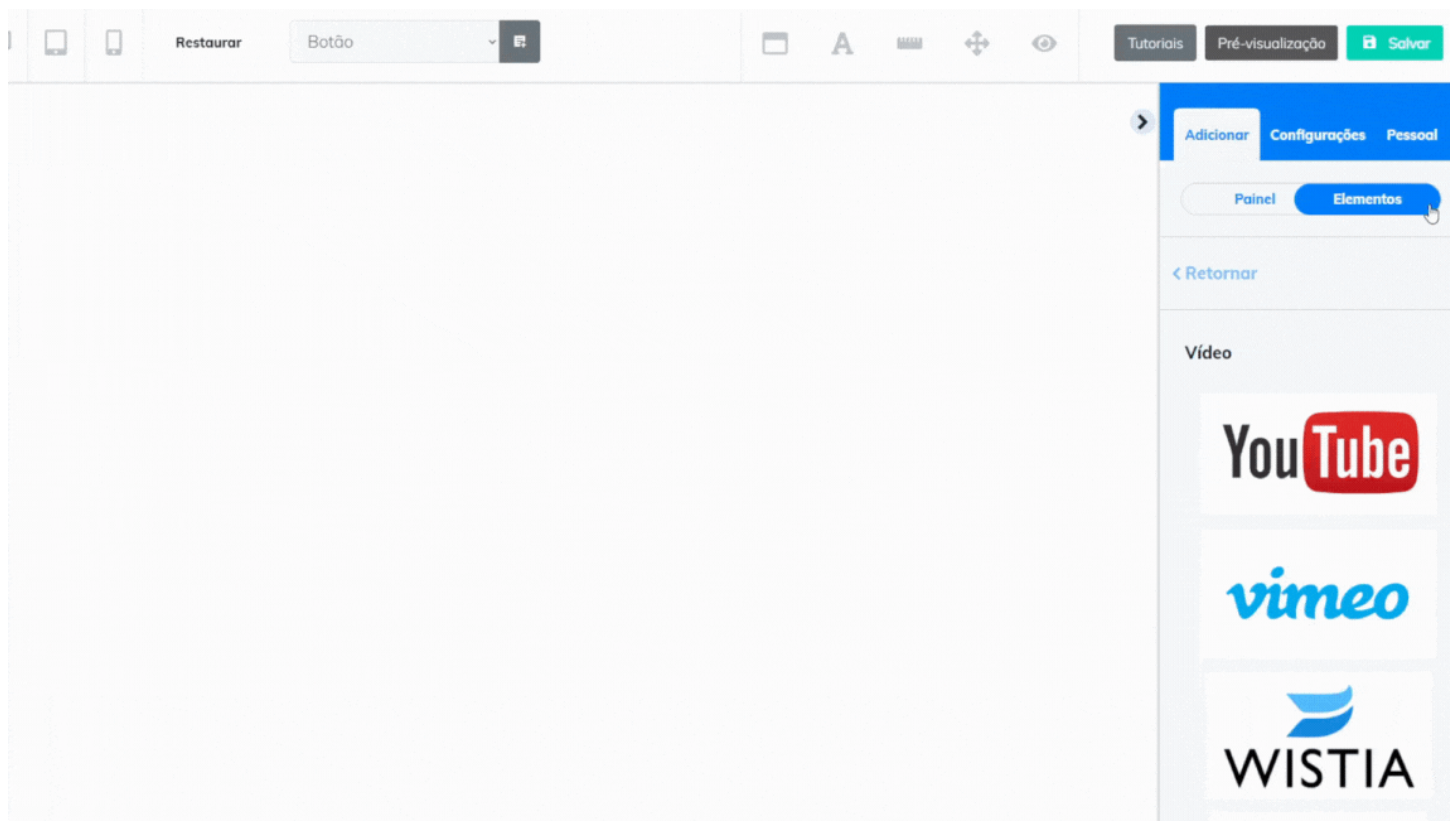 Restaurar
Botão
A
Tutoriais
Pré-visualização
Salvar
Adicionar
Configurações
Pessoal
Painel
Elementos
Retornar
Vídeo
YouTube
vimeo
WISTIA